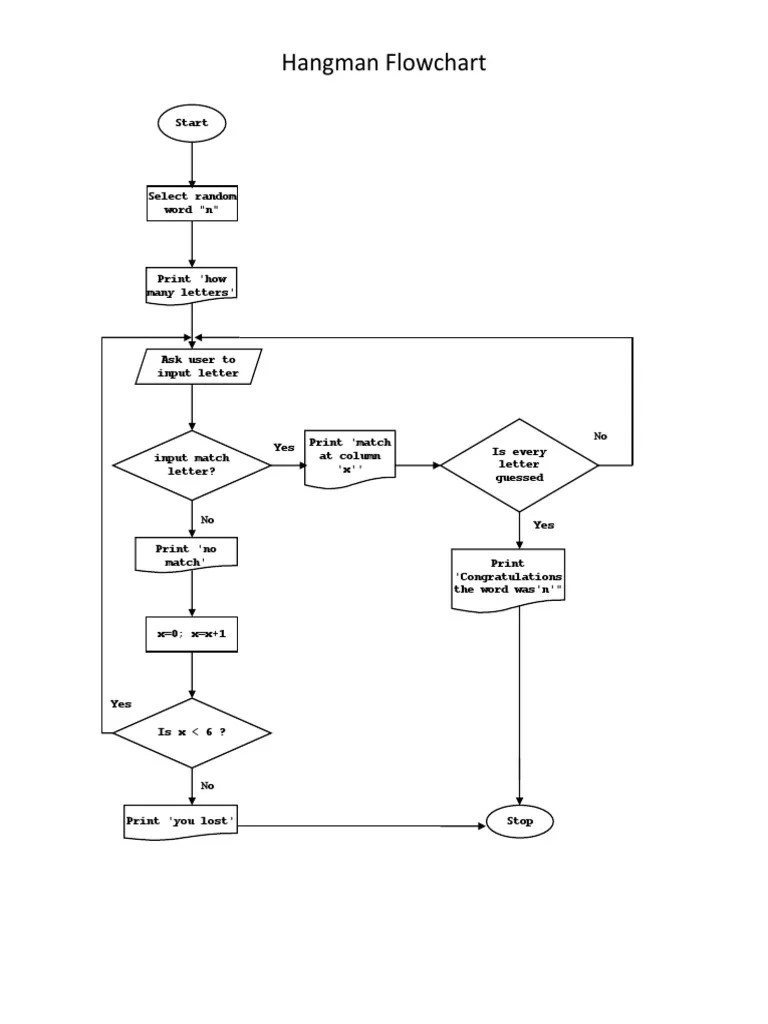 Hangman Flowchart
Start
Select random
word "n"
Print 'how
many letters'
Ask user to
input letter
input match
letter?
Yes
Print 'match
at column
'x''
Is every
letter
guessed
No
No
Yes
Print 'no
match'
Print
'Congratulations
the word was'n'"
x=0; x=x+1
Yes
Is x < 6 ?
No
Print 'you lost'
Stop